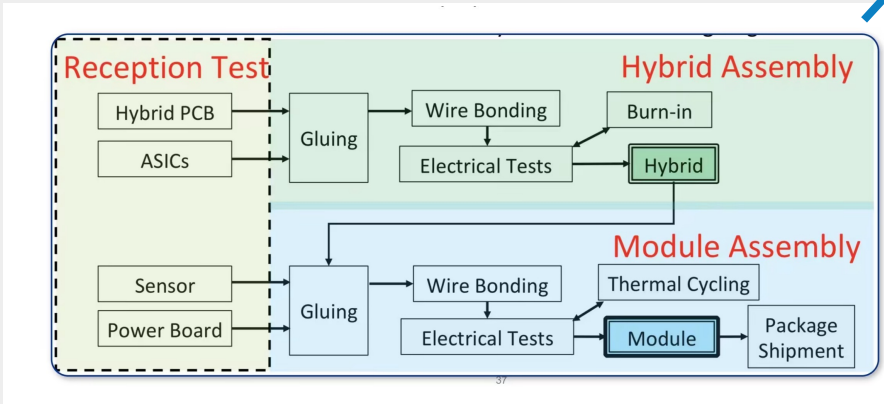 Reception Test
Hybrid Assembly
Hybrid PCB
ASICs
Gluing
Wire Bonding
Burn-in
Electrical Tests
Hybrid
Module Assembly
Sensor
Power Board
Gluing
Wire Bonding
Thermal Cycling
Electrical Tests
Module
Package
Shipment
37